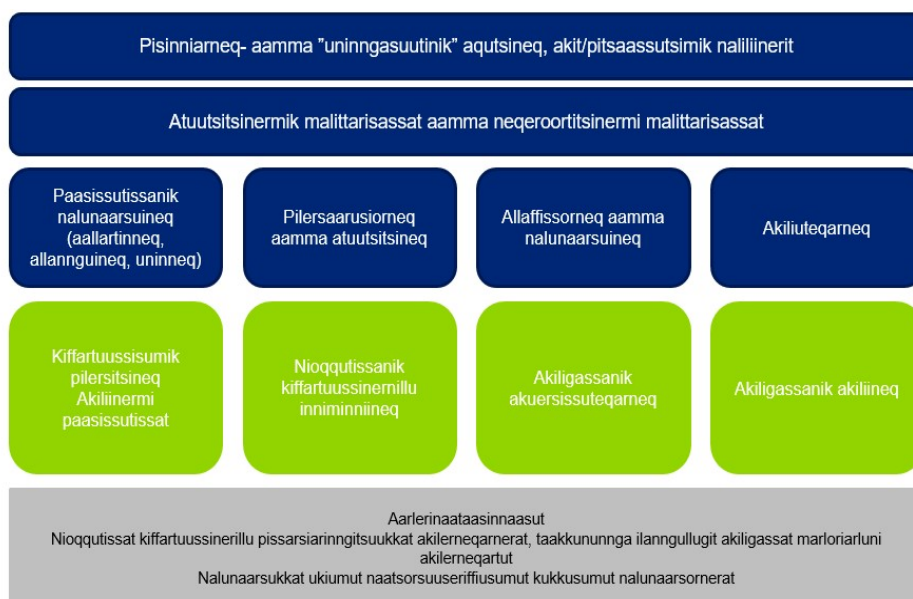 Pisinniarneq- aamma ”uninngasuutinik” aqutsineq, akit/pitsaassutsimik naliliinerit
Atuutsitsinermik malittarisassat aamma neqeroortitsinermi malittarisassat
Paasissutissanik
nalunaarsuineq
(aallartinneq,
allannguineq, uninneq)
Pilersaarusiorneq
aamma atuutsitsineq
Allaffissorneq aamma
nalunaarsuineq
Akiliuteqarneq
Kiffartuussisumik
pilersitsineq
Akiliinermi
paasissutissat
Nioqqutissanik
kiffartuussinernillu
inniminniineq
Akiligassanik
akuersissuteqarneq
Akiligassanik akiliineq
Aarlerinaataasinnaasut
Nioqqutissat kiffartuussinerillu pissarsiarinngitsuukkat akilerneqarnerat, taakkununnga ilanngullugit akiligassat marloriarluni
akilerneqartut
Nalunaarsukkat ukiumut naatsorsuuseriffiusumut kukkusumut nalunaarsornerat